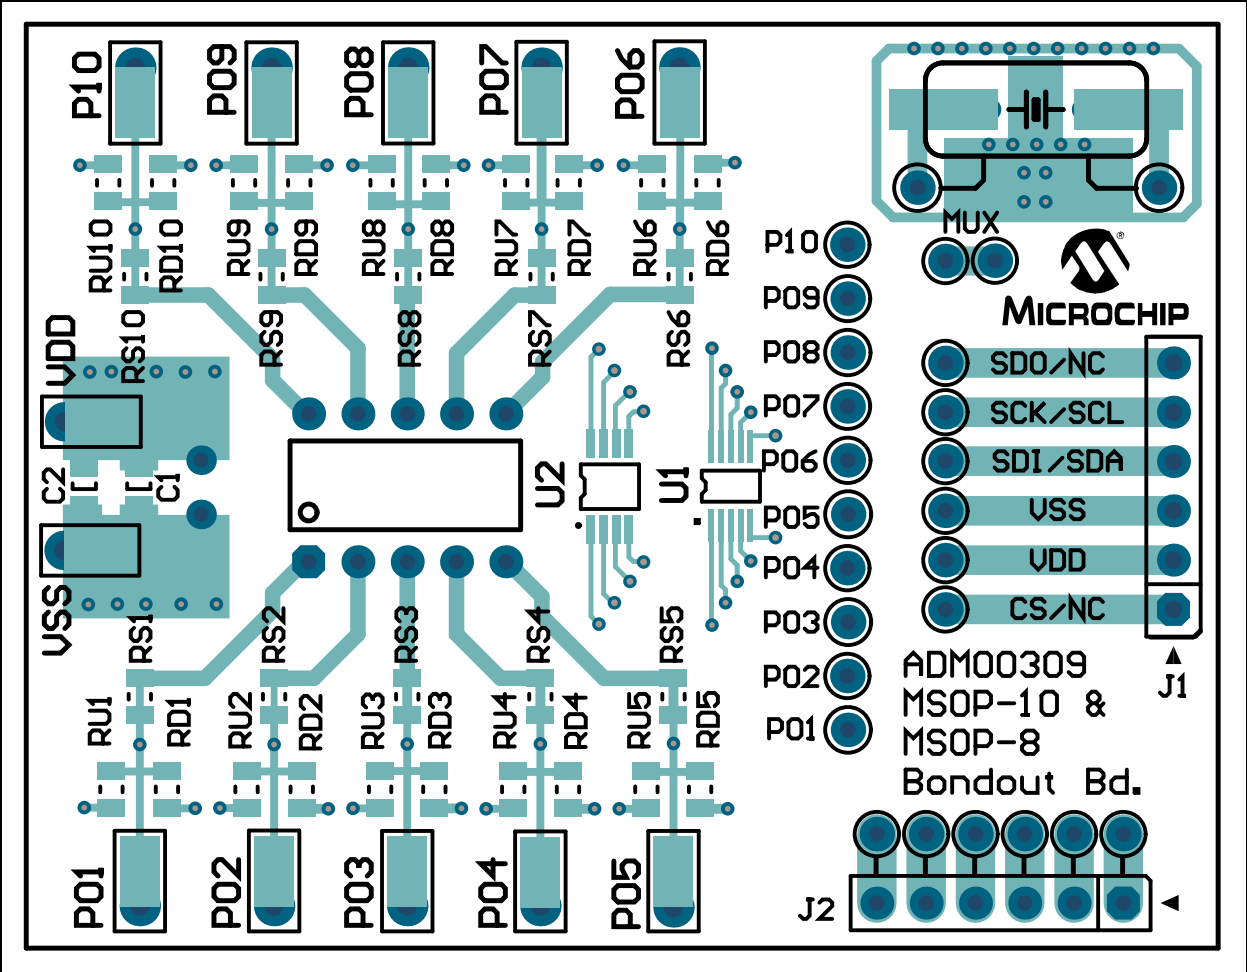 P10
P09
P08
P07
P06
RU10
RD10
RU9
RD9
RU8
RD8
RU7
RD7
RU6
RD6
RS10
RS9
RS8
RS7
RS6
MUX
®
MICROCHIP
P10
P09
P08
P07
P06
P05
P04
P03
P02
P01
SDO/NC
SCK/SCL
SDI/SDA
VSS
VDD
CS/NC
J1
VDD
C2
C1
VSS
U2
U1
RS1
RS2
RS3
RS4
RS5
RU1
RD1
RU2
RD2
RU3
RD3
RU4
RD4
RU5
RD5
P01
P02
P03
P04
P05
ADM00309
MSOP-10 &
MSOP-8
Bondout Bd.
J2